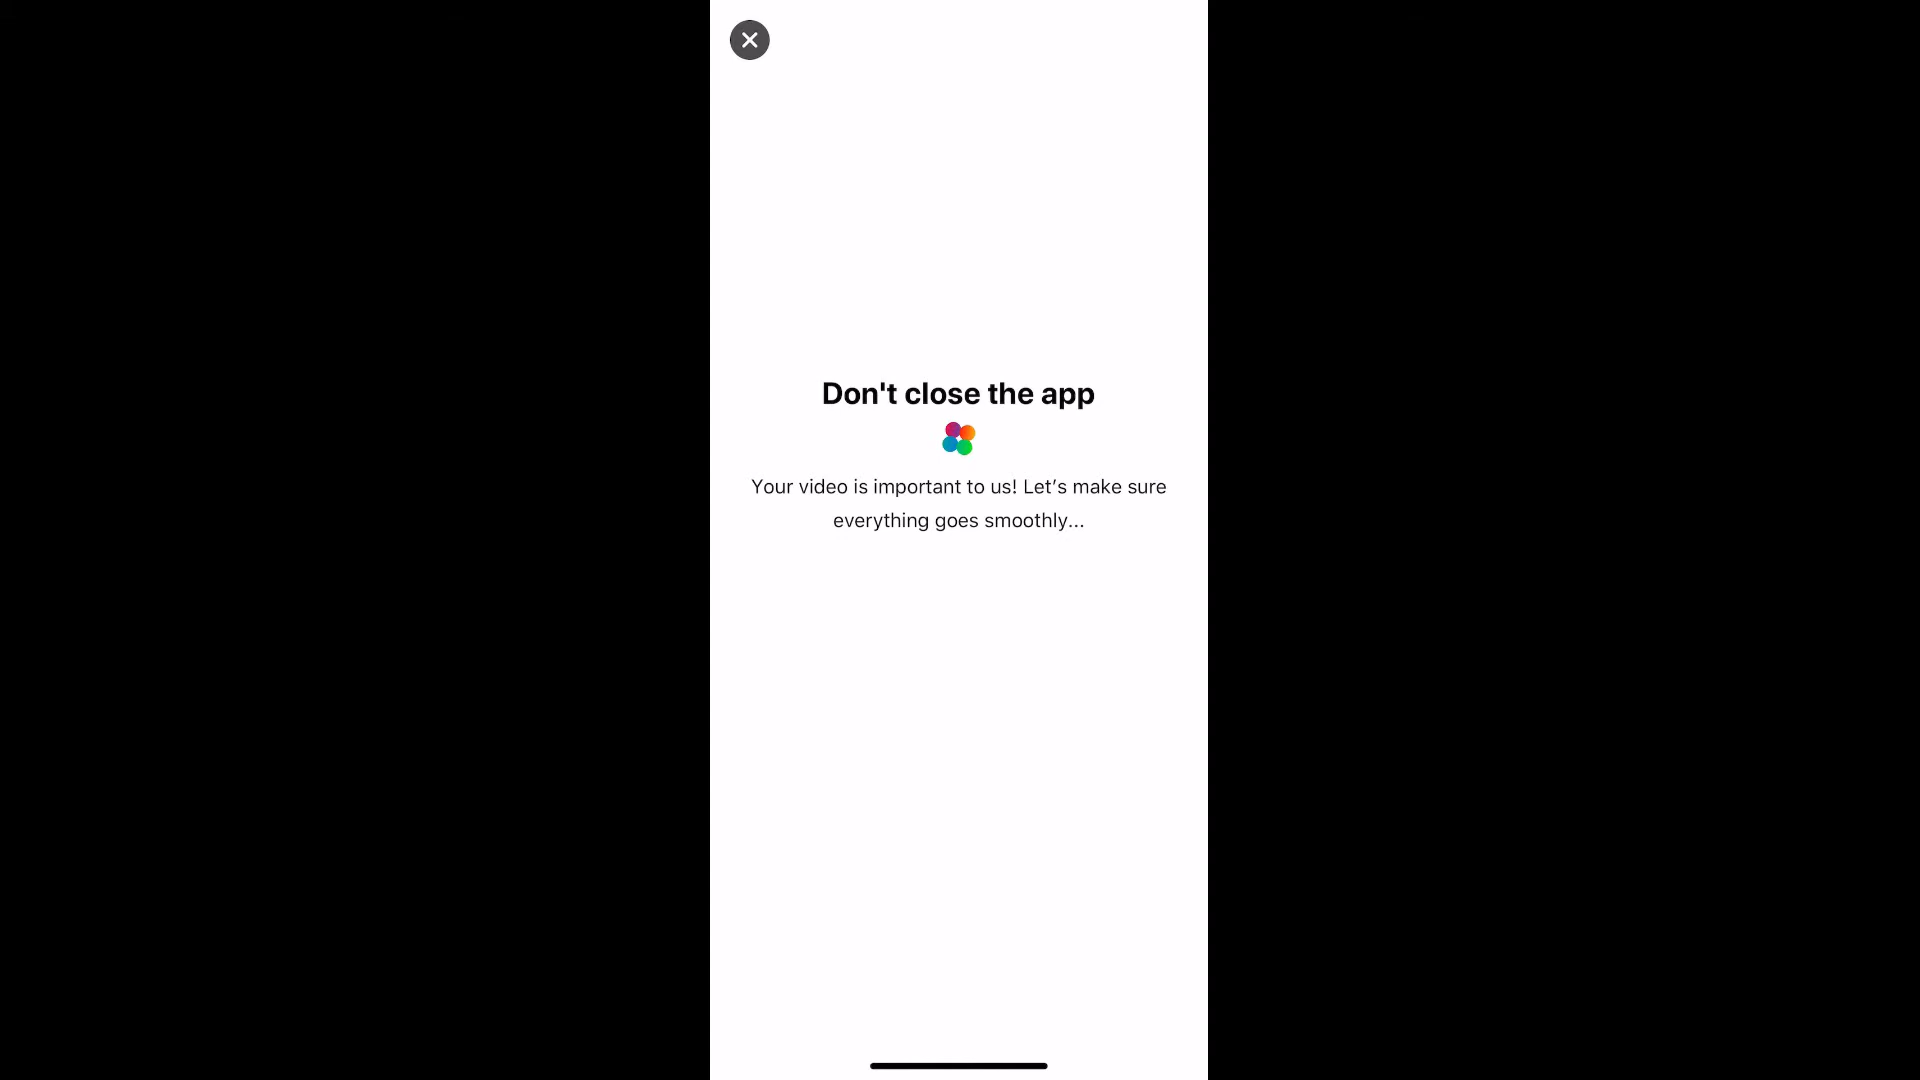 Don't close the app
Your video is important to us! Let’s make sure
everything goes smoothly...